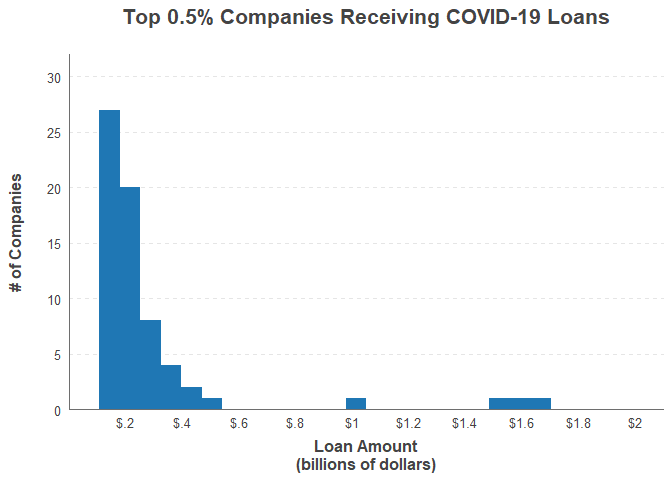 Top 0.5% Companies Receiving COVID-19 Loans
30
25
20
15
10
5
0
# of Companies
$.2 $.4 $.6 $.8 $1 $1.2 $1.4 $1.6 $1.8 $2
Loan Amount
(billions of dollars)